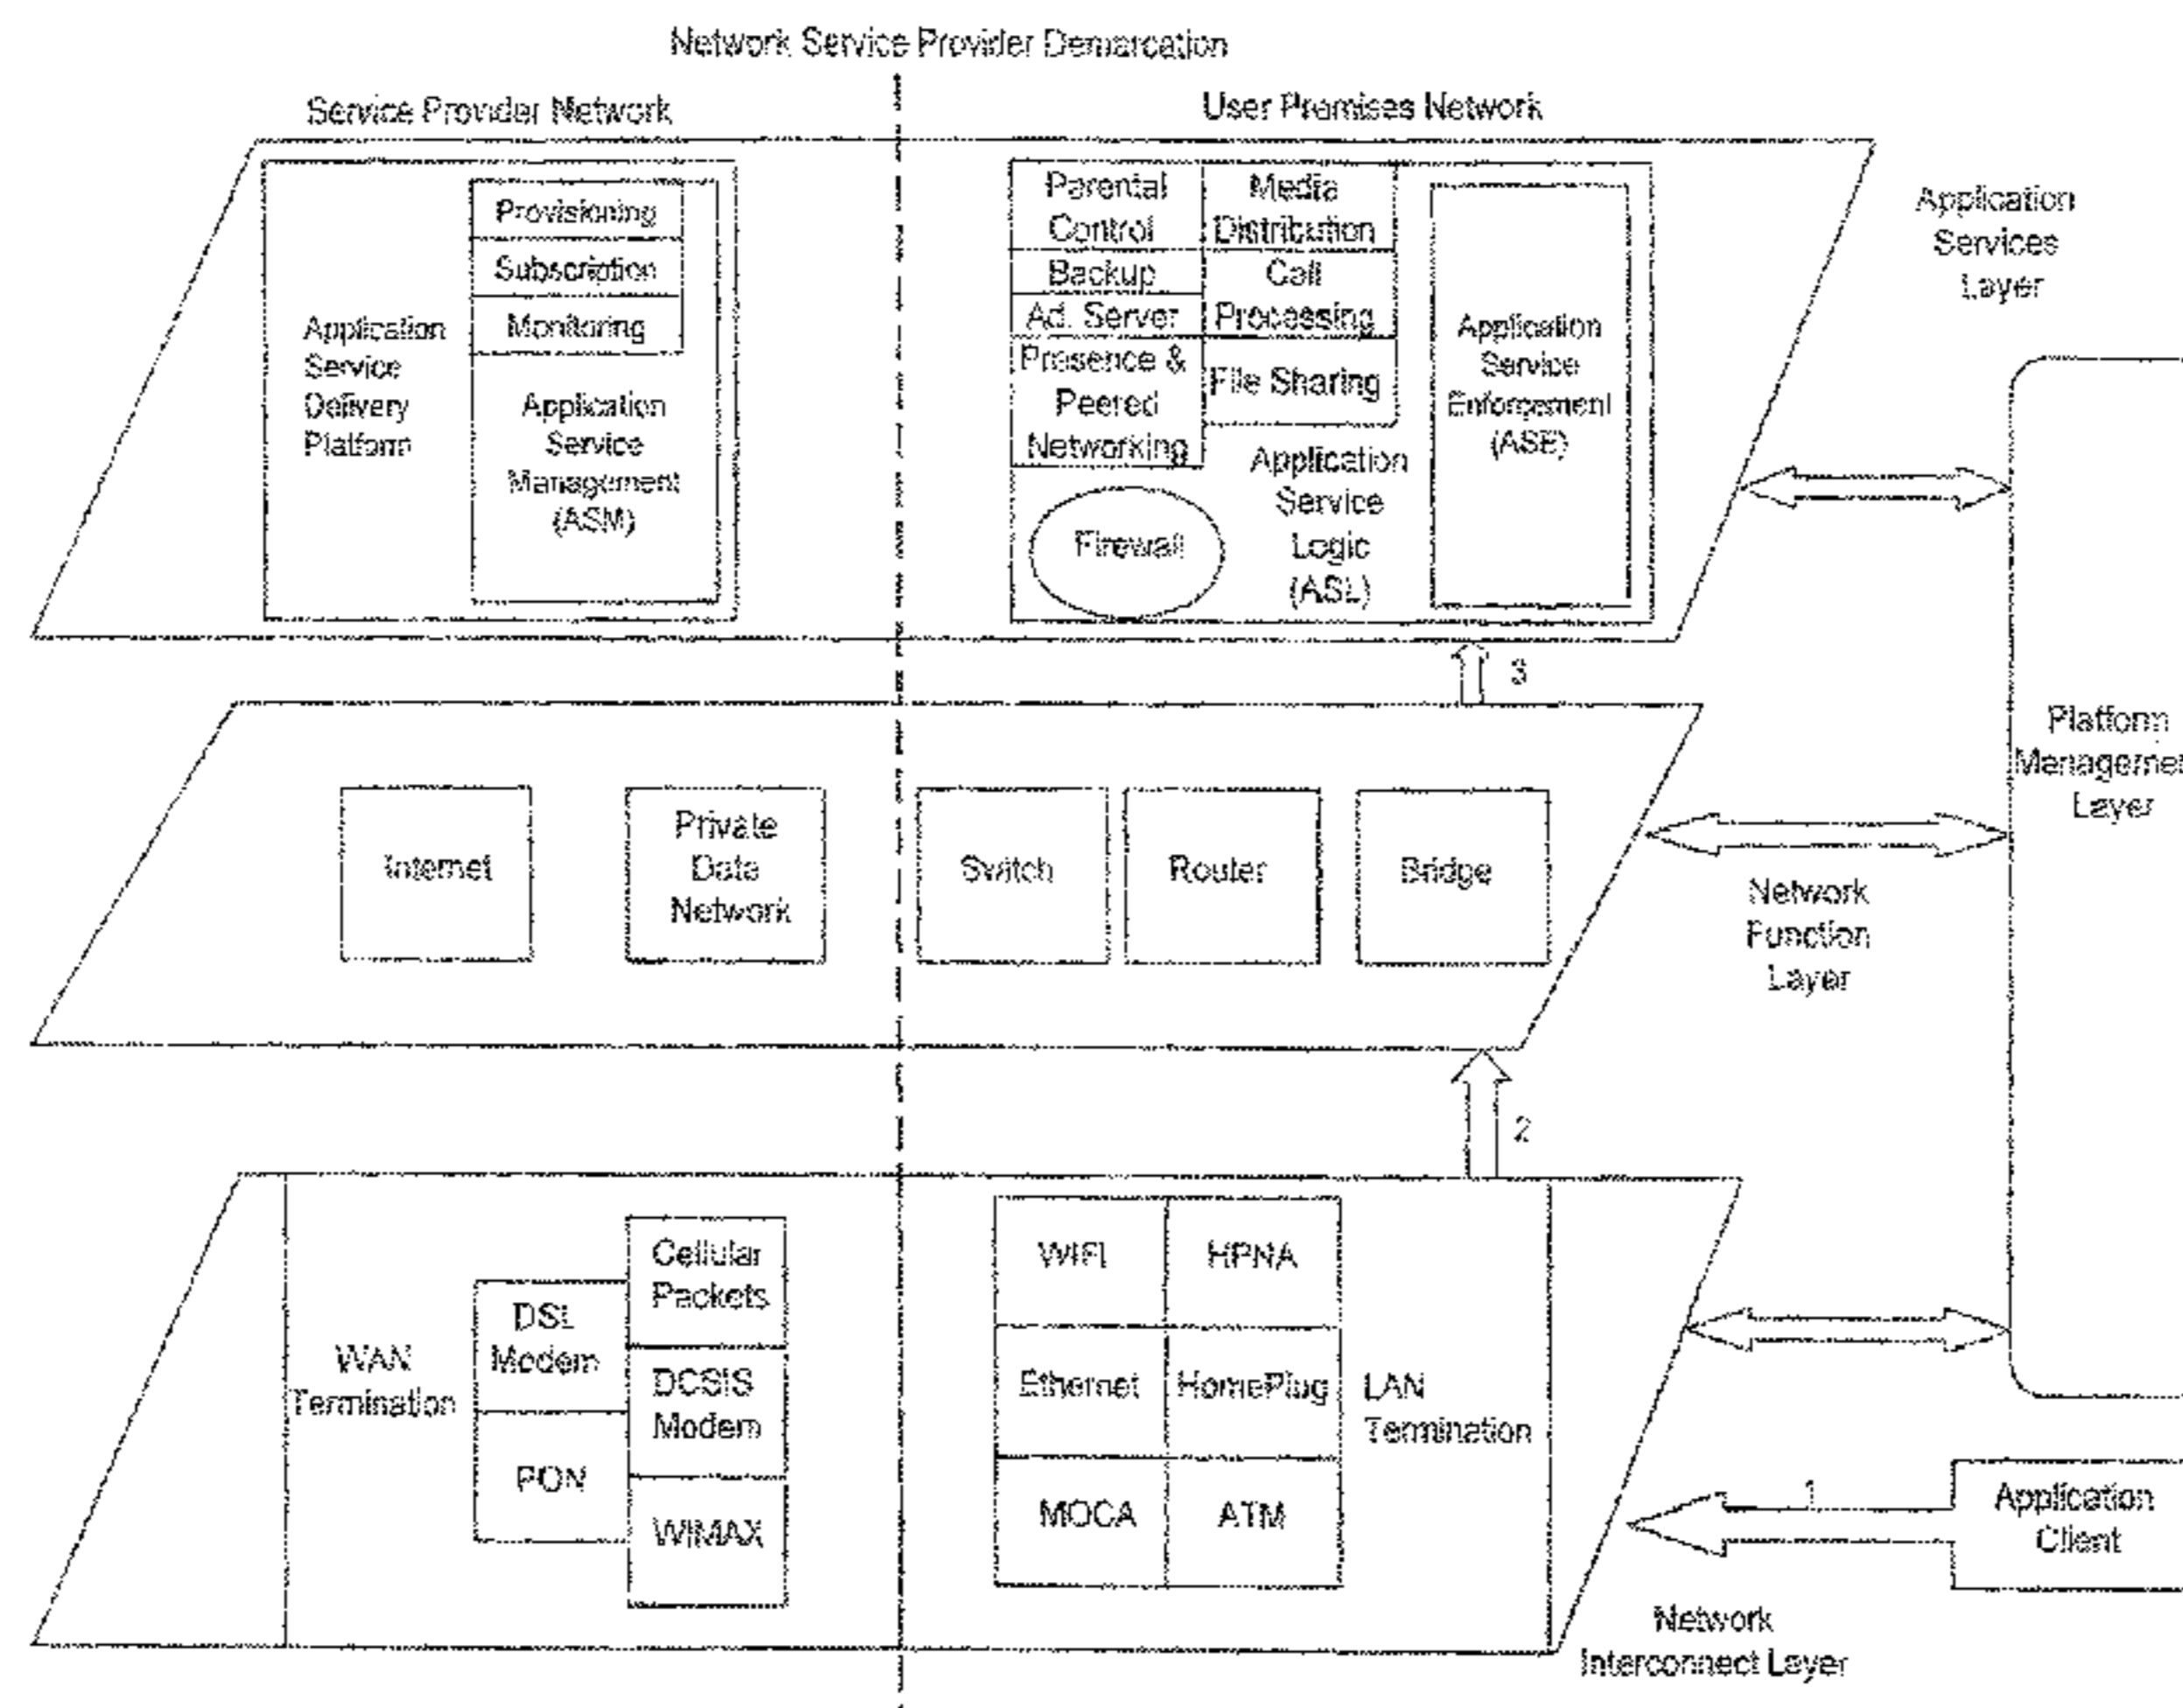 Network Service Provider Demarcation
Service Provider Network
User Premises Network
Provisioning
Subscription
Monitoring
Application
Service
Delivery
Platform
Application
Service
Management
(ASM)
Parental
Control
Media
Distribution
Backup
Call
Processing
Ad. Server
Presence &
Peered
Networking
File Sharing
Firewall
Application
Service
Logic
(ASL)
Application
Service
Enforcement
(ASE)
Application
Services
Layer
3
Internet
Private
Data
Network
Switch
Router
Bridge
Network
Function
Layer
Platform
Managemen
Layer
2
WAN
Termination
DSL
Modem
PON
Cellular
Packets
DCSIS
Modem
WIMAX
WIFI
HPNA
Ethernet
HomePlug
MOCA
ATM
LAN
Termination
1
Application
Client
Network
Interconnect Layer